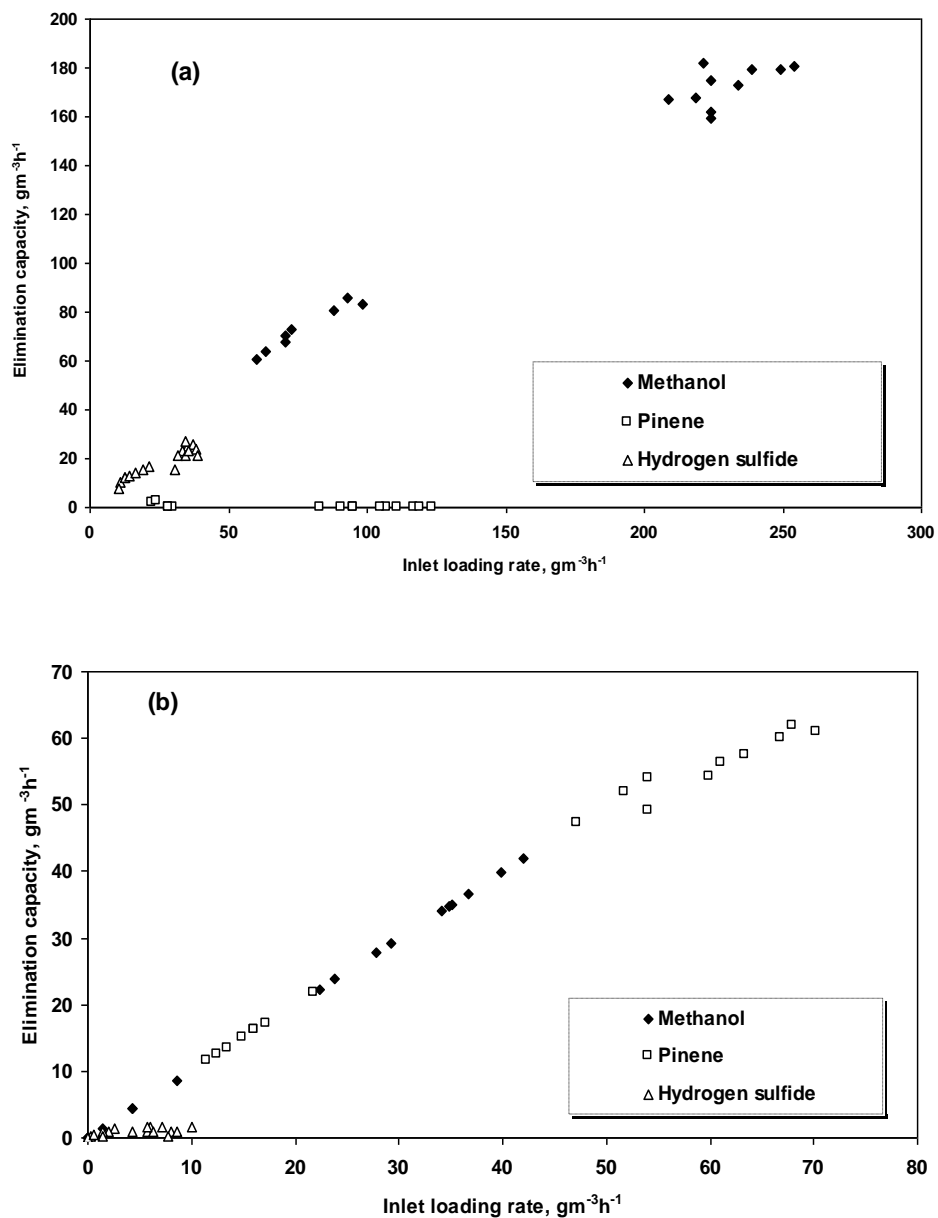 200
180
160
140
120
100
80
60
40
20
0
Elimination capacity, gm⁻³h⁻¹
(a)
Methanol
Pinene
Hydrogen sulfide
0 50 100 150 200 250 300
Inlet loading rate, gm⁻³h⁻¹
70
60
50
40
30
20
10
0
Elimination capacity, gm⁻³h⁻¹
(b)
Methanol
Pinene
Hydrogen sulfide
0 10 20 30 40 50 60 70 80
Inlet loading rate, gm⁻³h⁻¹